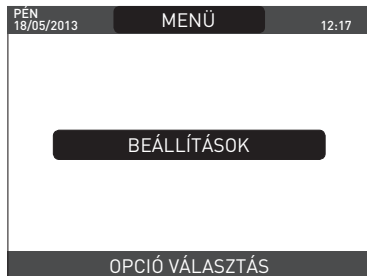 PÉN
18/05/2013
MENÜ
12:17
BEÁLLÍTÁSOK
OPCIÓ VÁLASZTÁS